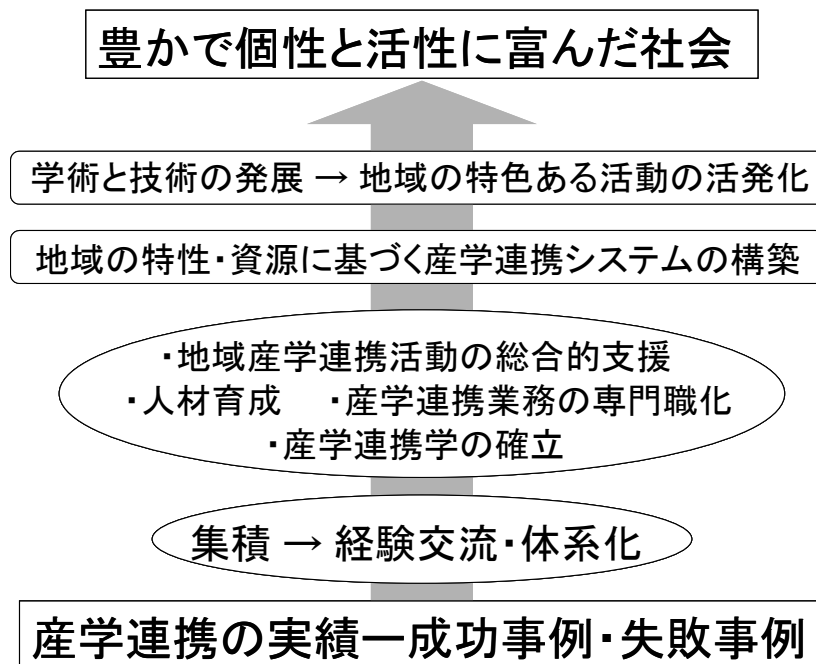 豊かで個性と活性に富んだ社会
学術と技術の発展 → 地域の特色ある活動の活発化
地域の特性・資源に基づく産学連携システムの構築
・地域産学連携活動の総合的支援
・人材育成　・産学連携業務の専門職化
・産学連携学の確立
集積 → 経験交流・体系化
産学連携の実績ー成功事例・失敗事例